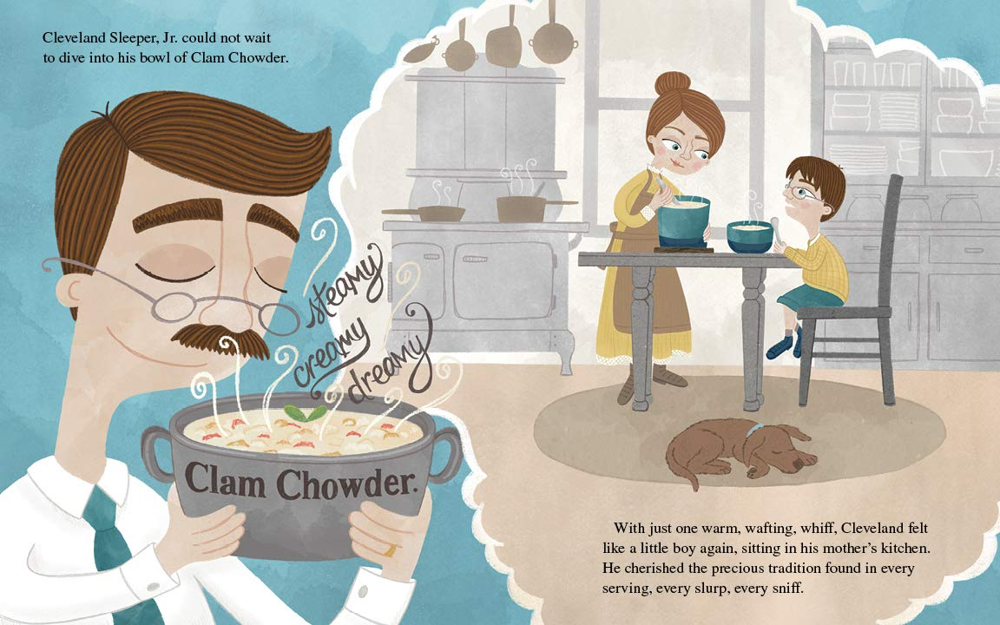 Cleveland Sleeper, Jr. could not wait
to dive into his bowl of Clam Chowder.
steamy
creamy
dreamy
Clam Chowder.
With just one warm, wafting, whiff, Cleveland felt
like a little boy again, sitting in his mother’s kitchen.
He cherished the precious tradition found in every
serving, every slurp, every sniff.